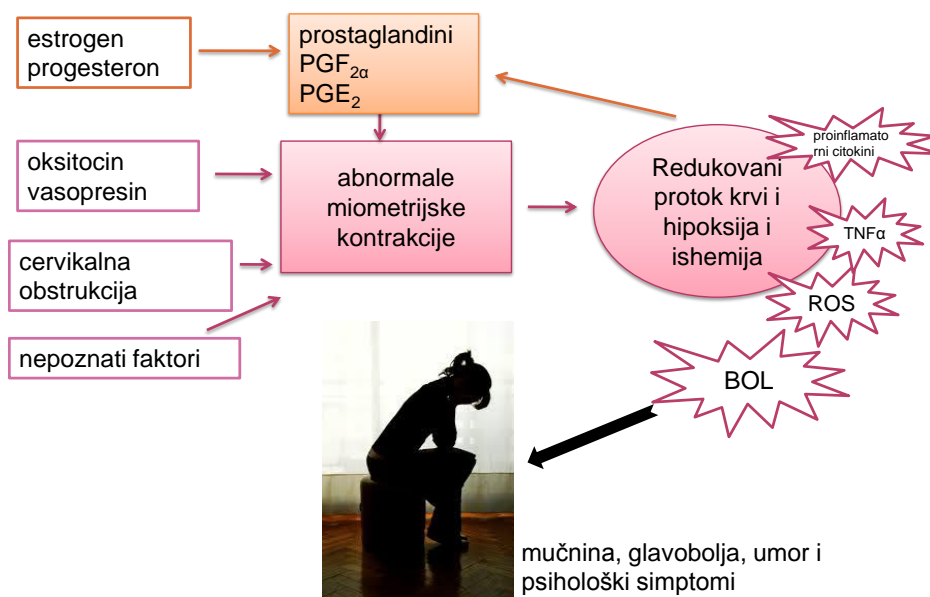 estrogen
progesteron
prostaglandini
PGF2α
PGE2
oksitocin
vasopresin
abnormale
miometrijske
kontrakcije
Redukovani
protok krvi i
hipoksija i
ishemija
proinflamato
rni citokini
TNFα
ROS
BOL
cervikalna
obstrukcija
nepoznati faktori
mučnina, glavobolja, umor i
psihološki simptomi